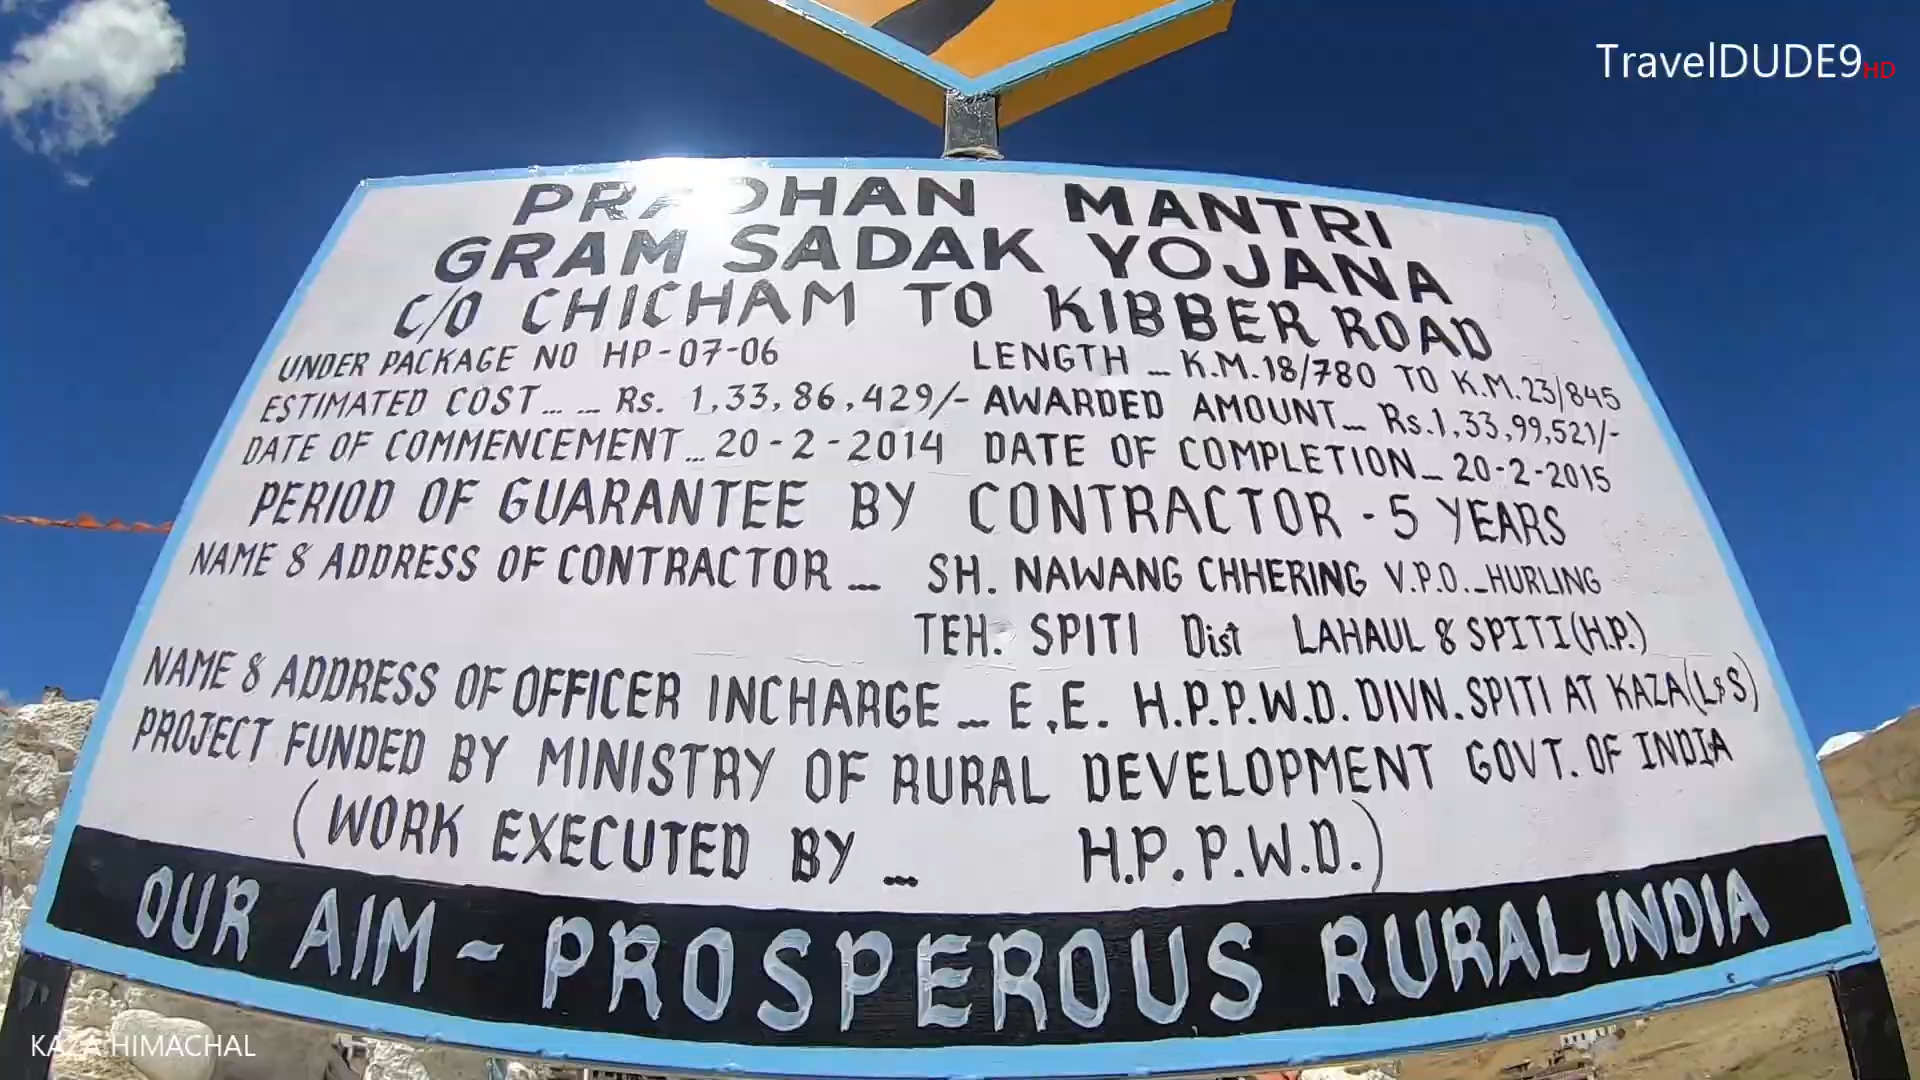 TravelDUDE9HD
PRADHAN MANTRI
GRAM SADAK YOJANA
C/O CHICHAM TO KIBBER ROAD
UNDER PACKAGE NO HP-07-06 LENGTH _ K.M.18/780 TO K.M.23/845
ESTIMATED COST... ... Rs. 1,33,86,429/- AWARDED AMOUNT... Rs.1,33,99,521/-
DATE OF COMMENCEMENT... 20-2-2014 DATE OF COMPLETION_ 20-2-2015
PERIOD OF GUARANTEE BY CONTRACTOR - 5 YEARS
NAME & ADDRESS OF CONTRACTOR ... SH. NAWANG CHHERING V.P.O._HURLING
TEH. SPITI Dist LAHAUL & SPITI(H.P.)
NAME & ADDRESS OF OFFICER INCHARGE ... E.E. H.P.P.W.D. DIVN. SPITI AT KAZA(L&S)
PROJECT FUNDED BY MINISTRY OF RURAL DEVELOPMENT GOVT. OF INDIA
(WORK EXECUTED BY ... H.P.P.W.D.)
OUR AIM - PROSPEROUS RURAL INDIA
KAZA HIMACHAL